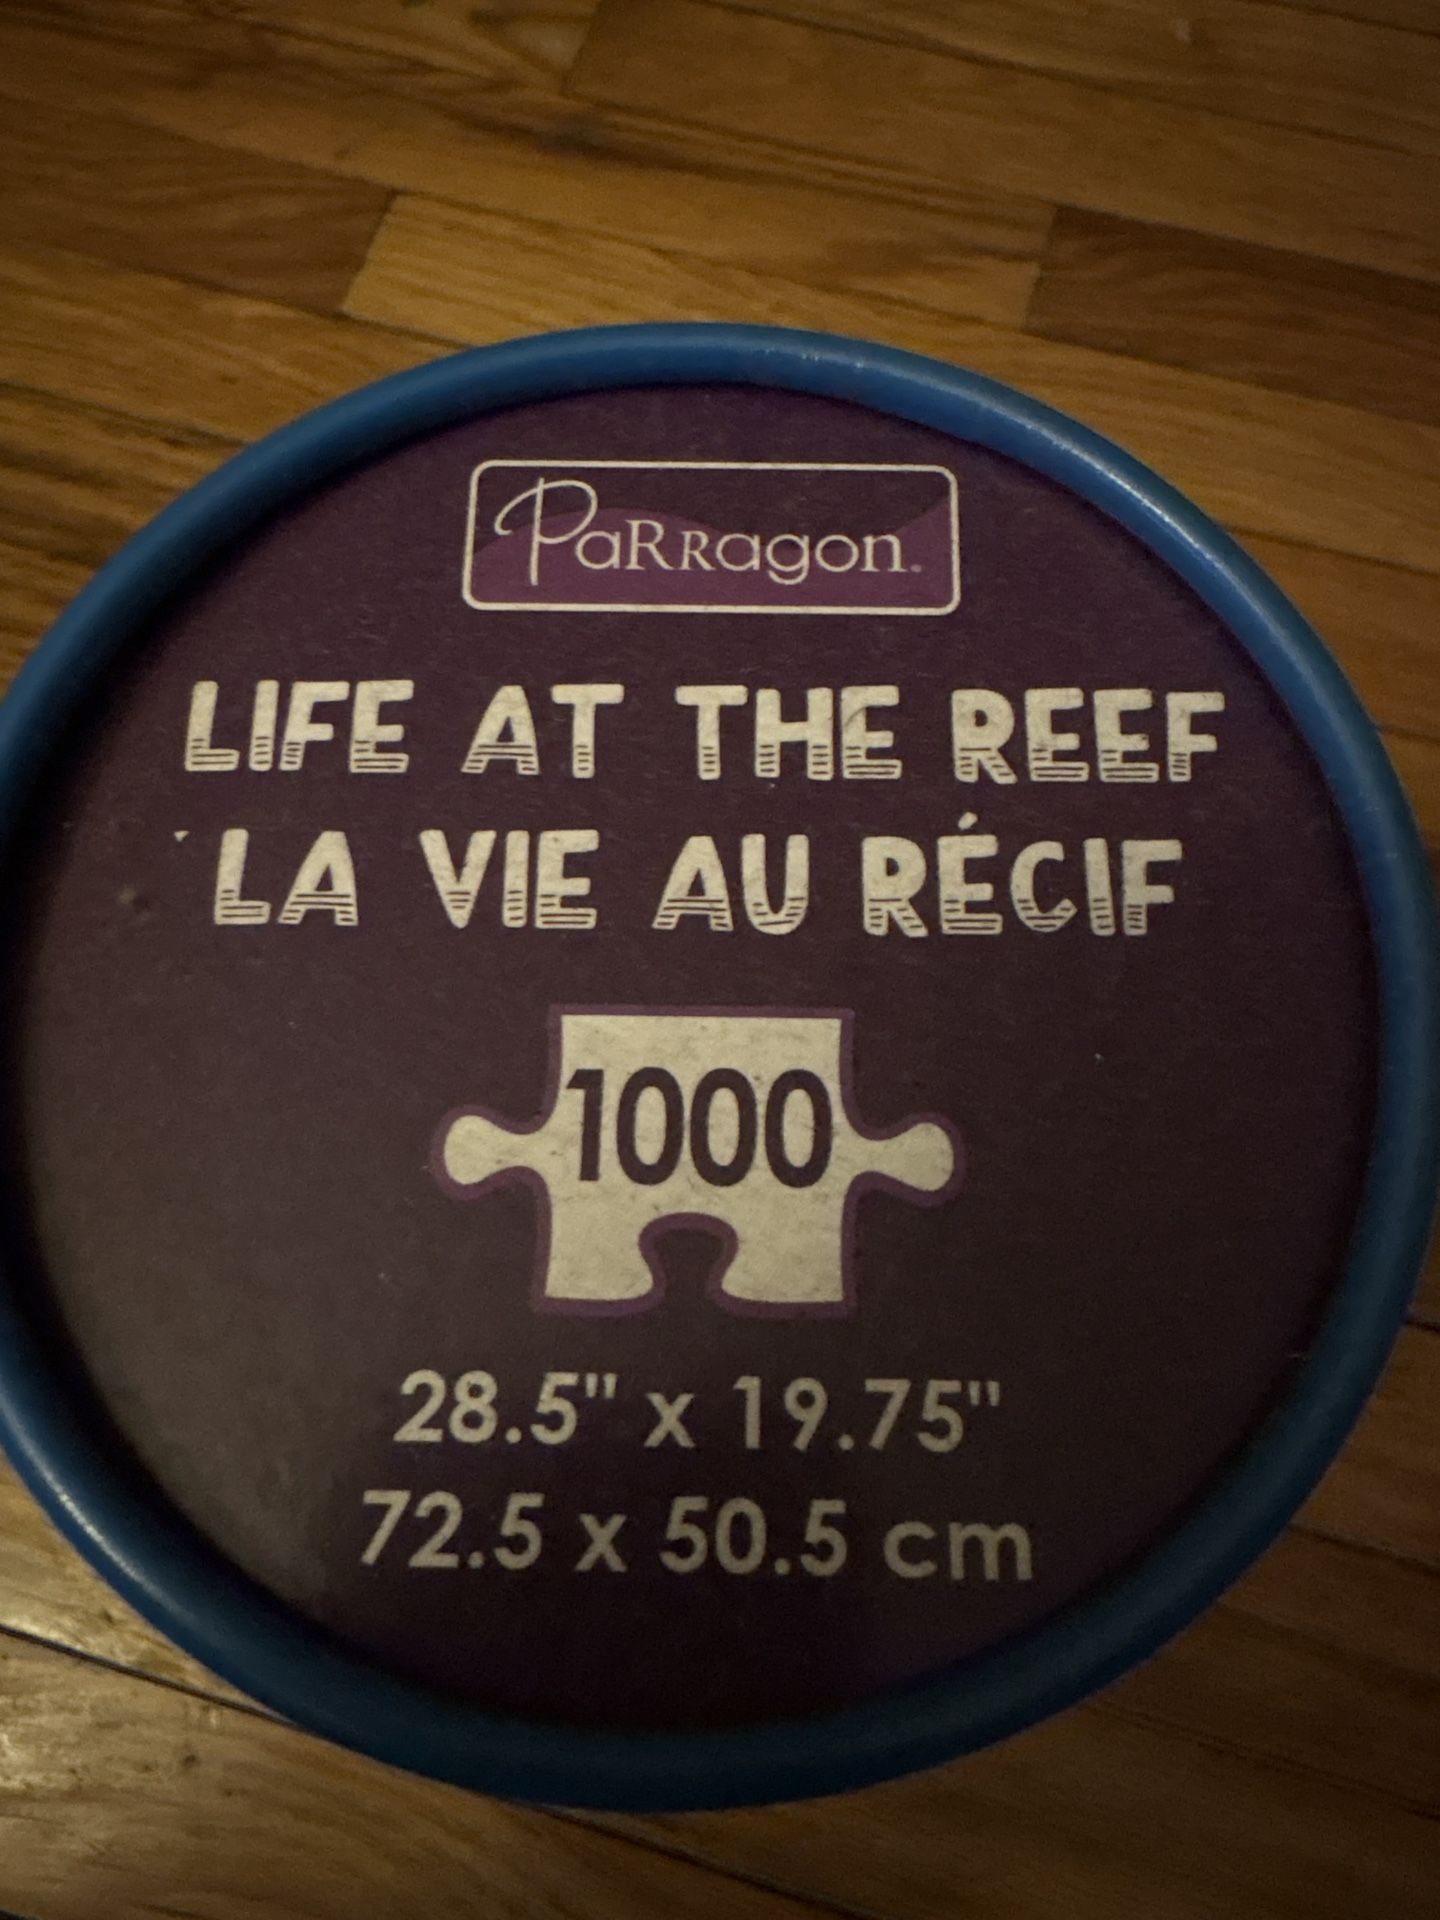 Parragon.
LIFE AT THE REEF
LA VIE AU RÉCIF
1000
28.5" x 19.75"
72.5 x 50.5 cm